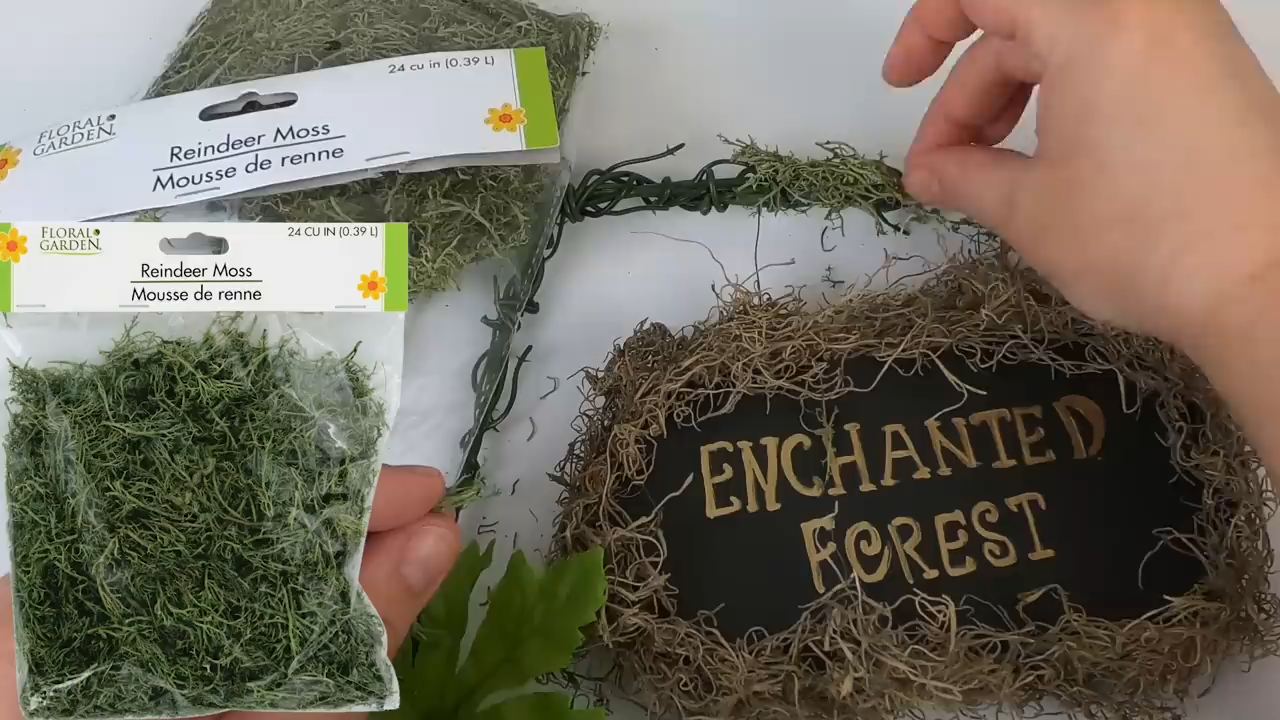 FLORAL
GARDEN.
24 cu in (0.39 L)
Reindeer Moss
Mousse de renne
FLORAL
GARDEN.
24 CU IN (0.39 L)
Reindeer Moss
Mousse de renne
ENCHANTED
FOREST